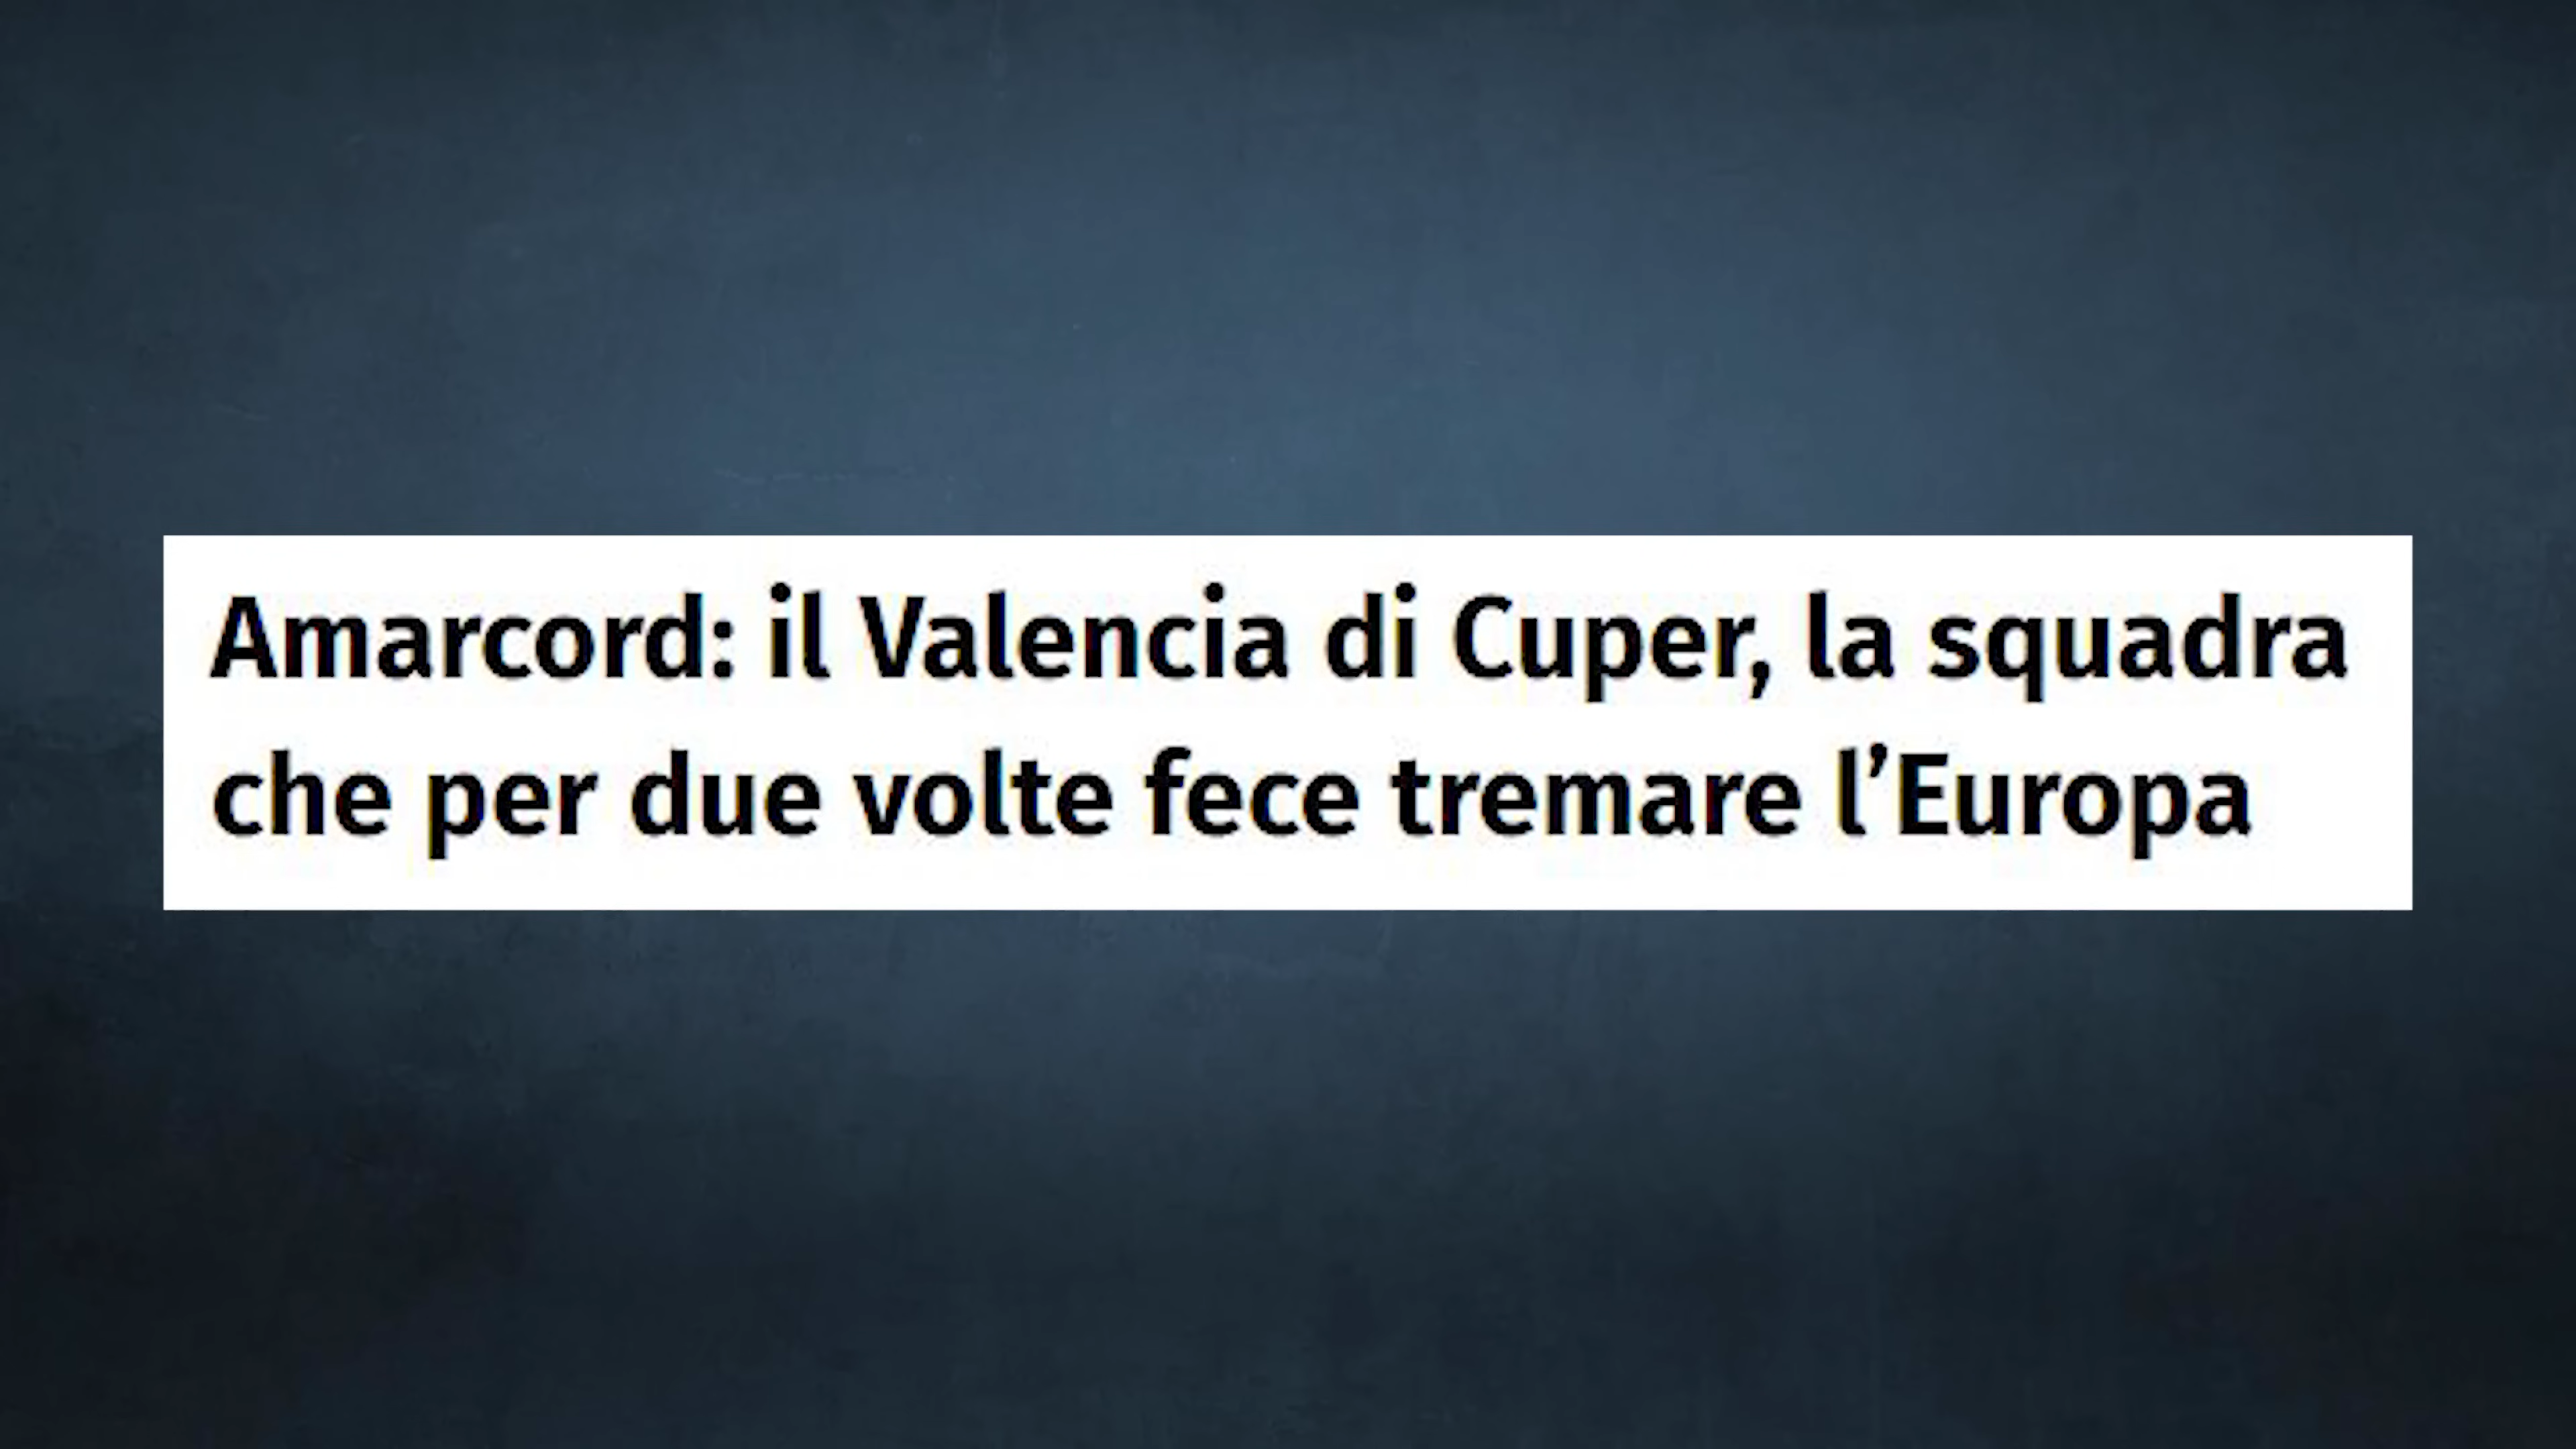 Amarcord: il Valencia di Cuper, la squadra
che per due volte fece tremare l’Europa